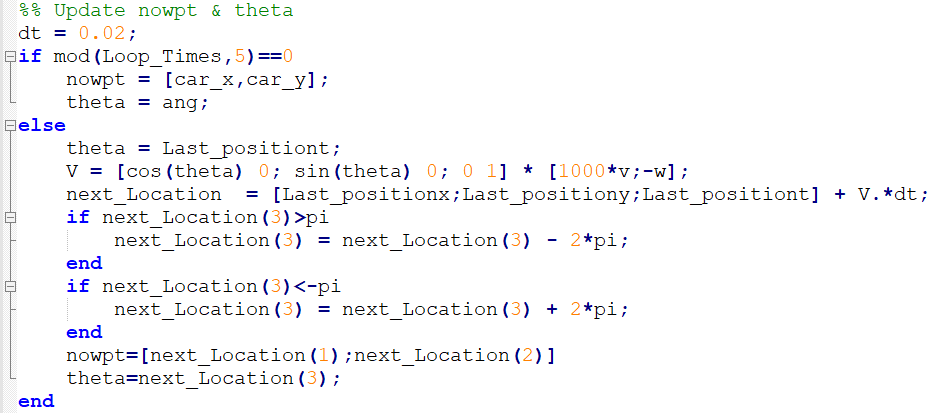 %% Update nowpt & theta
dt = 0.02;
if mod(Loop_Times,5)==0
    nowpt = [car_x,car_y];
    theta = ang;
else
    theta = Last_positiont;
    V = [cos(theta) 0; sin(theta) 0; 0 1] * [1000*v;-w];
    next_Location  = [Last_positionx;Last_positiony;Last_positiont] + V.*dt;
    if next_Location(3)>pi
        next_Location(3) = next_Location(3) - 2*pi;
    end
    if next_Location(3)<-pi
        next_Location(3) = next_Location(3) + 2*pi;
    end
    nowpt=[next_Location(1);next_Location(2)]
    theta=next_Location(3);
end